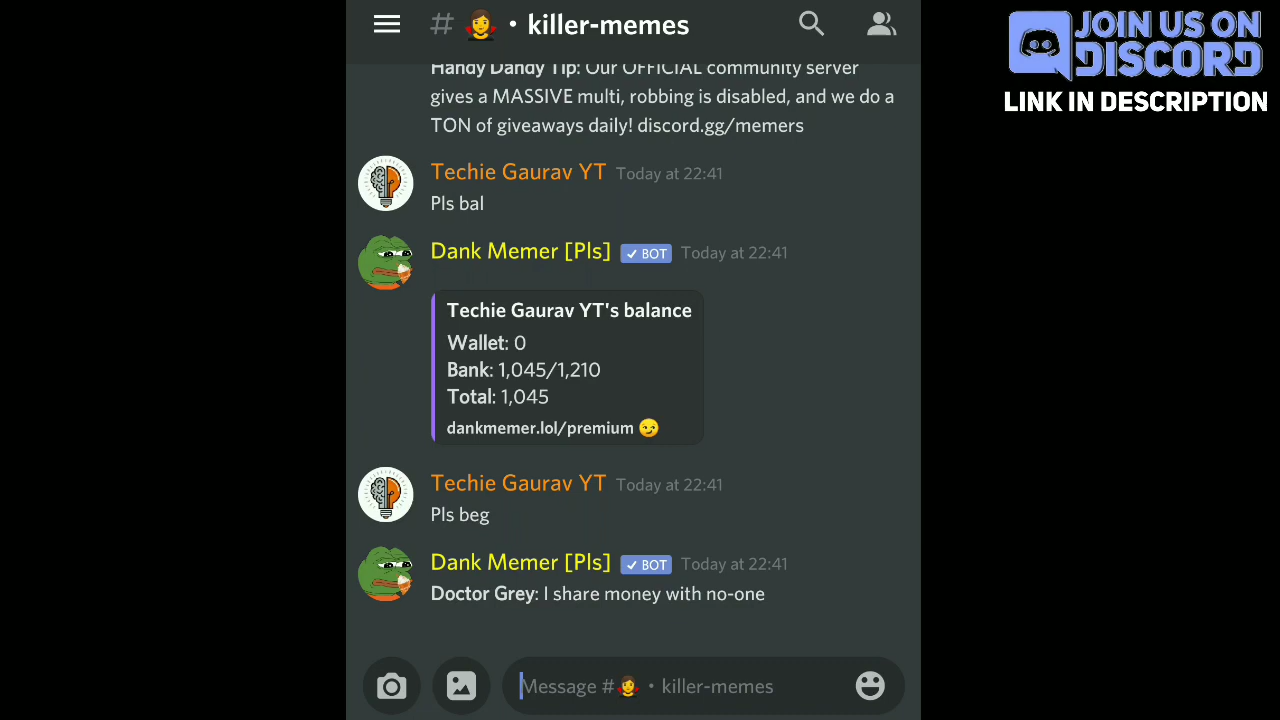 # 🧛‍♀️ • killer-memes
JOIN US ON
DISCORD
LINK IN DESCRIPTION
Handy Dandy Tip: Our OFFICIAL community server
gives a MASSIVE multi, robbing is disabled, and we do a
TON of giveaways daily! discord.gg/memers
Techie Gaurav YT Today at 22:41
Pls bal
Dank Memer [Pls] ✓ BOT Today at 22:41
Techie Gaurav YT's balance
Wallet: 0
Bank: 1,045/1,210
Total: 1,045
dankmemer.lol/premium 😏
Techie Gaurav YT Today at 22:41
Pls beg
Dank Memer [Pls] ✓ BOT Today at 22:41
Doctor Grey: I share money with no-one
Message #🧛‍♀️ • killer-memes